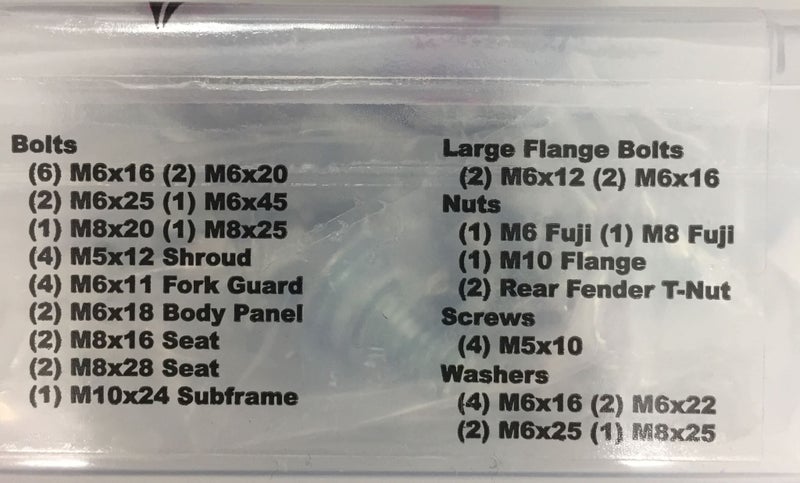 Bolts
(6) M6x16 (2) M6x20
(2) M6x25 (1) M6x45
(1) M8x20 (1) M8x25
(4) M5x12 Shroud
(4) M6x11 Fork Guard
(2) M6x18 Body Panel
(2) M8x16 Seat
(2) M8x28 Seat
(1) M10x24 Subframe
Large Flange Bolts
(2) M6x12 (2) M6x16
Nuts
(1) M6 Fuji (1) M8 Fuji
(1) M10 Flange
(2) Rear Fender T-Nut
Screws
(4) M5x10
Washers
(4) M6x16 (2) M6x22
(2) M6x25 (1) M8x25